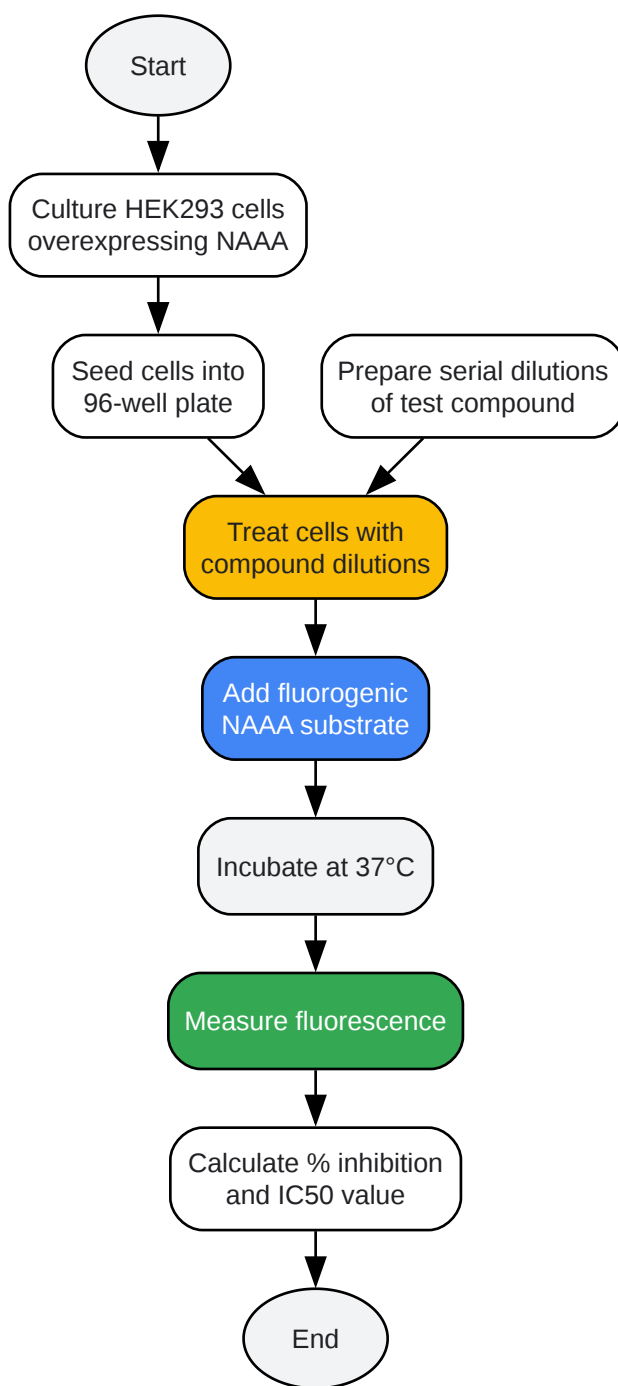 Start
Culture HEK293 cells
overexpressing NAAA
Seed cells into
96-well plate
Prepare serial dilutions
of test compound
Treat cells with
compound dilutions
Add fluorogenic
NAAA substrate
Incubate at 37°C
Measure fluorescence
Calculate % inhibition
and IC50 value
End